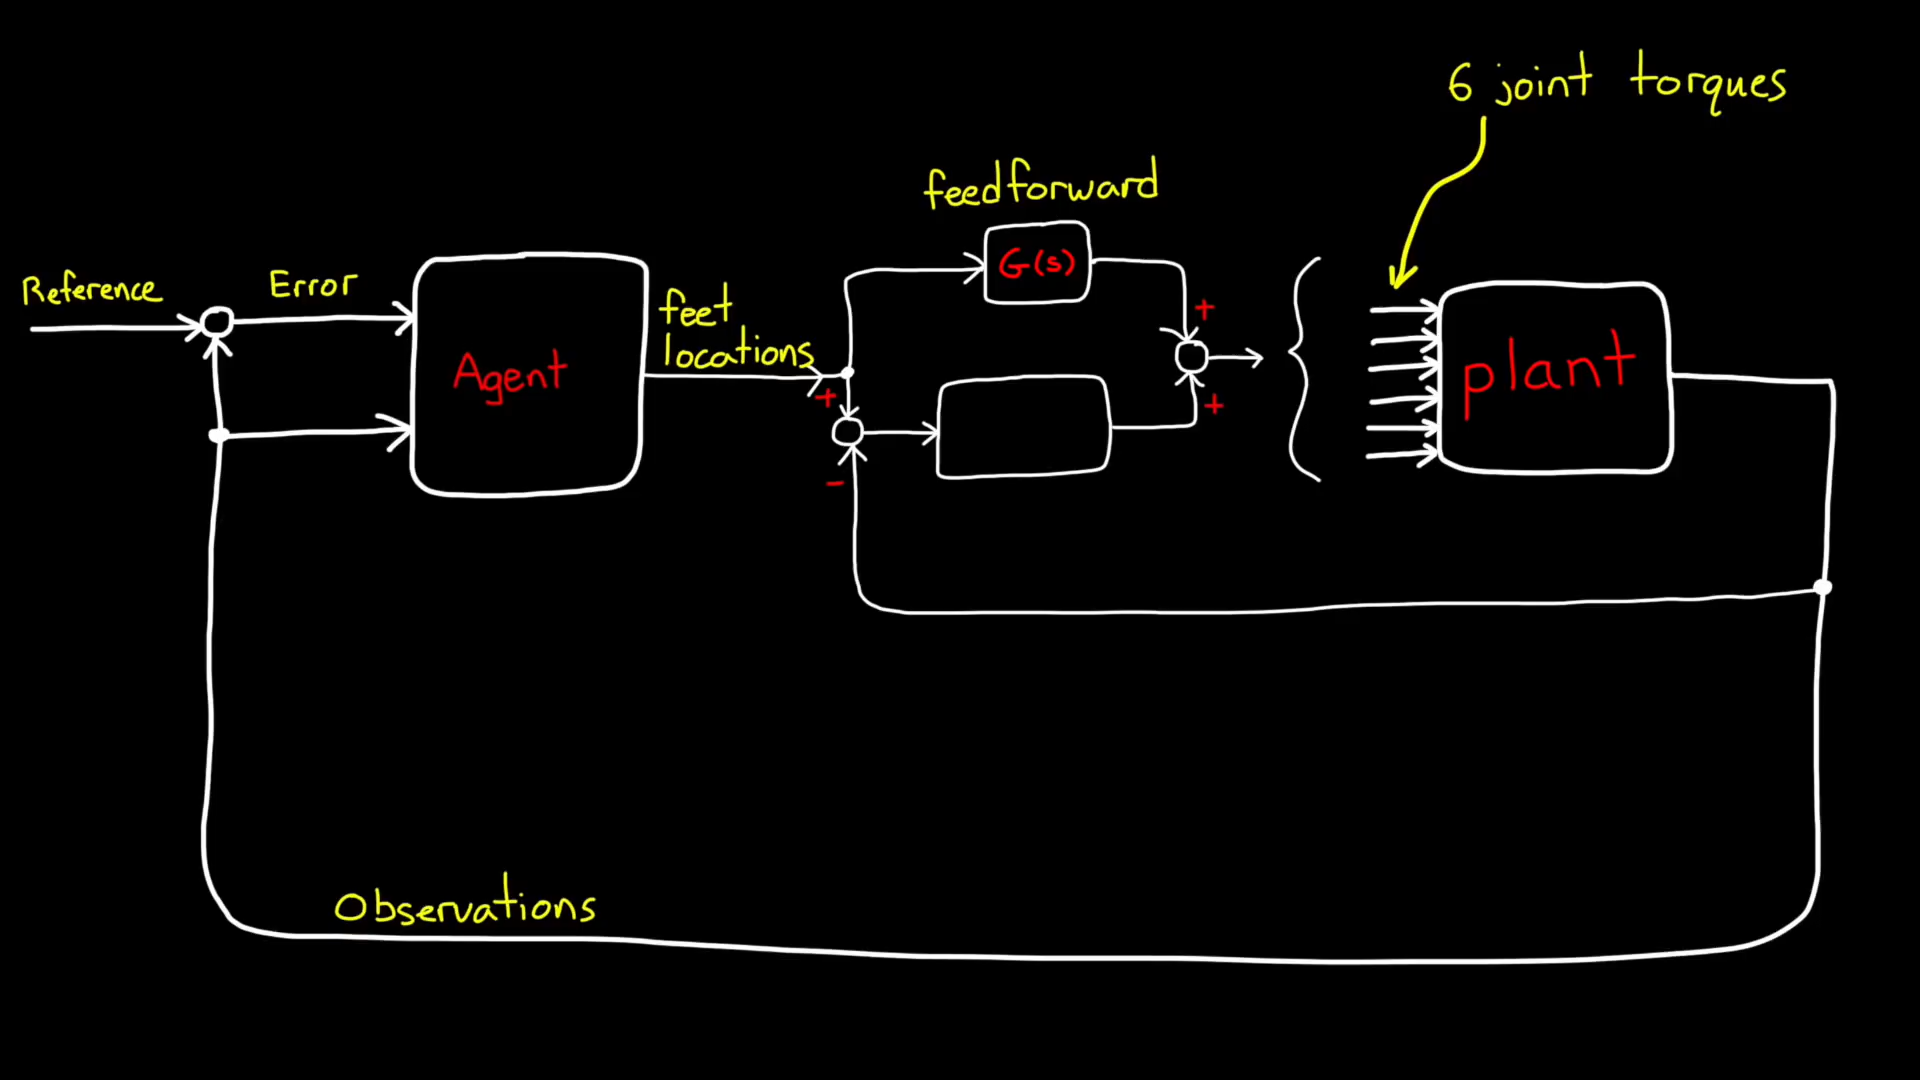 6 joint torques
feedforward
G(s)
+
Reference
Error
Agent
feet
locations
+
-
+
plant
Observations